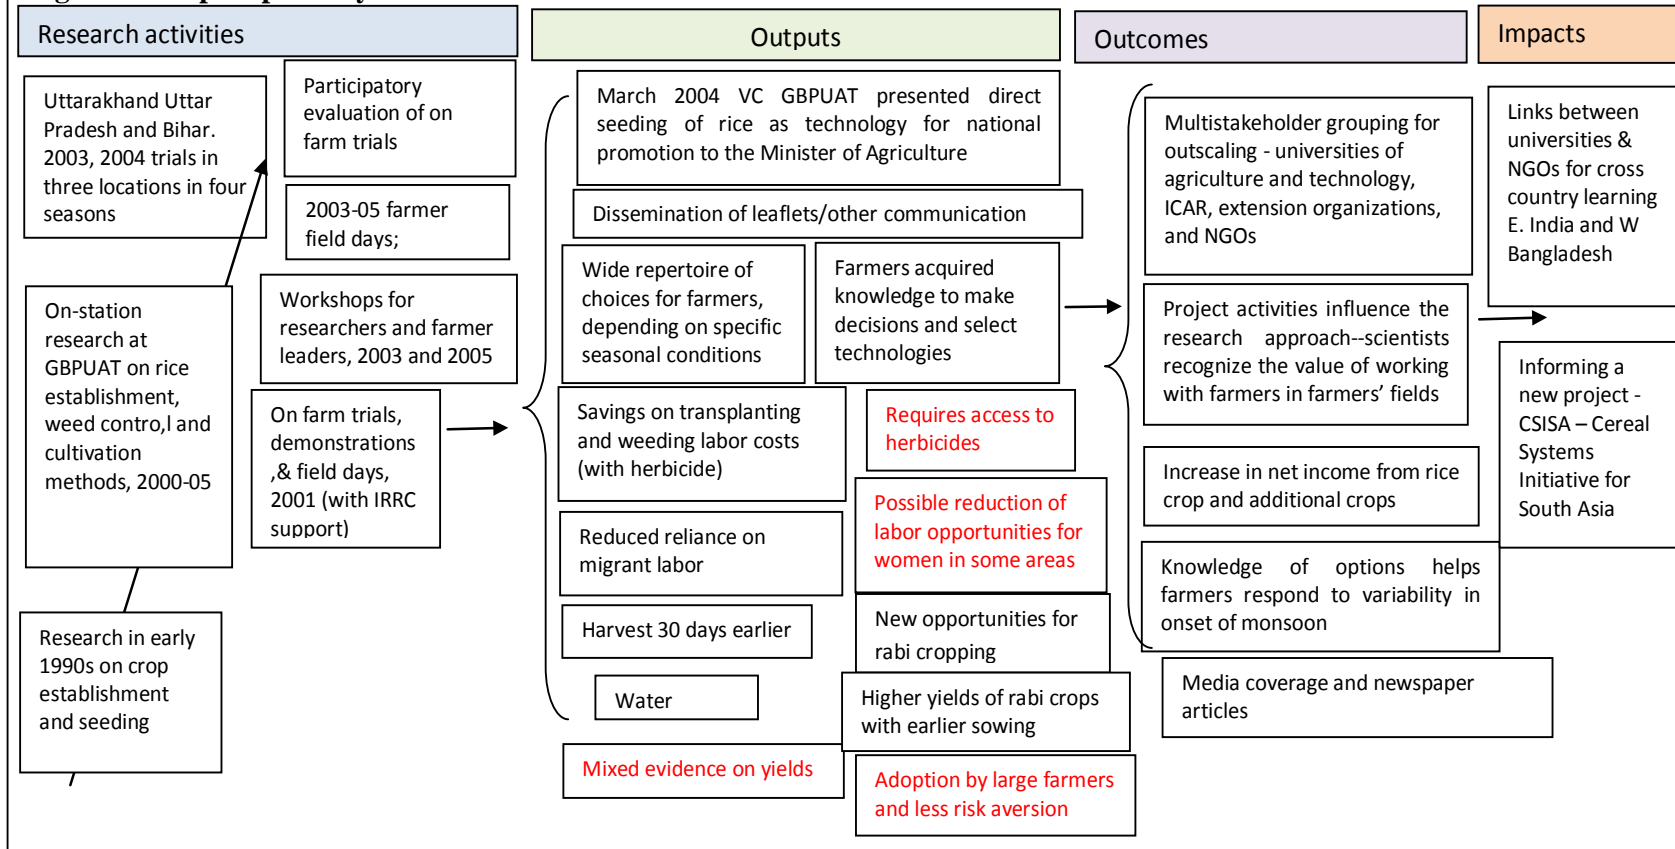 Research activities
Outputs
Outcomes
Impacts
Uttarakhand Uttar
Pradesh and Bihar.
2003, 2004 trials in
three locations in four
seasons
On-station
research at
GBPUAT on rice
establishment,
weed contro,l and
cultivation
methods, 2000-05
Research in early
1990s on crop
establishment
and seeding
Participatory
evaluation of on
farm trials
2003-05 farmer
field days;
Workshops for
researchers and farmer
leaders, 2003 and 2005
On farm trials,
demonstrations
,& field days,
2001 (with IRRC
support)
March 2004 VC GBPUAT presented direct
seeding of rice as technology for national
promotion to the Minister of Agriculture
Dissemination of leaflets/other communication
Wide repertoire of
choices for farmers,
depending on specific
seasonal conditions
Farmers acquired
knowledge to make
decisions and select
technologies
Savings on transplanting
and weeding labor costs
(with herbicide)
Requires access to
herbicides
Reduced reliance on
migrant labor
Possible reduction of
labor opportunities for
women in some areas
Harvest 30 days earlier
New opportunities for
rabi cropping
Water
Higher yields of rabi crops
with earlier sowing
Mixed evidence on yields
Adoption by large farmers
and less risk aversion
Multistakeholder grouping for
outscaling - universities of
agriculture and technology,
ICAR, extension organizations,
and NGOs
Project activities influence the
research approach--scientists
recognize the value of working
with farmers in farmers’ fields
Increase in net income from rice
crop and additional crops
Knowledge of options helps
farmers respond to variability in
onset of monsoon
Media coverage and newspaper
articles
Links between
universities &
NGOs for cross
country learning
E. India and W
Bangladesh
Informing a
new project -
CSISA – Cereal
Systems
Initiative for
South Asia